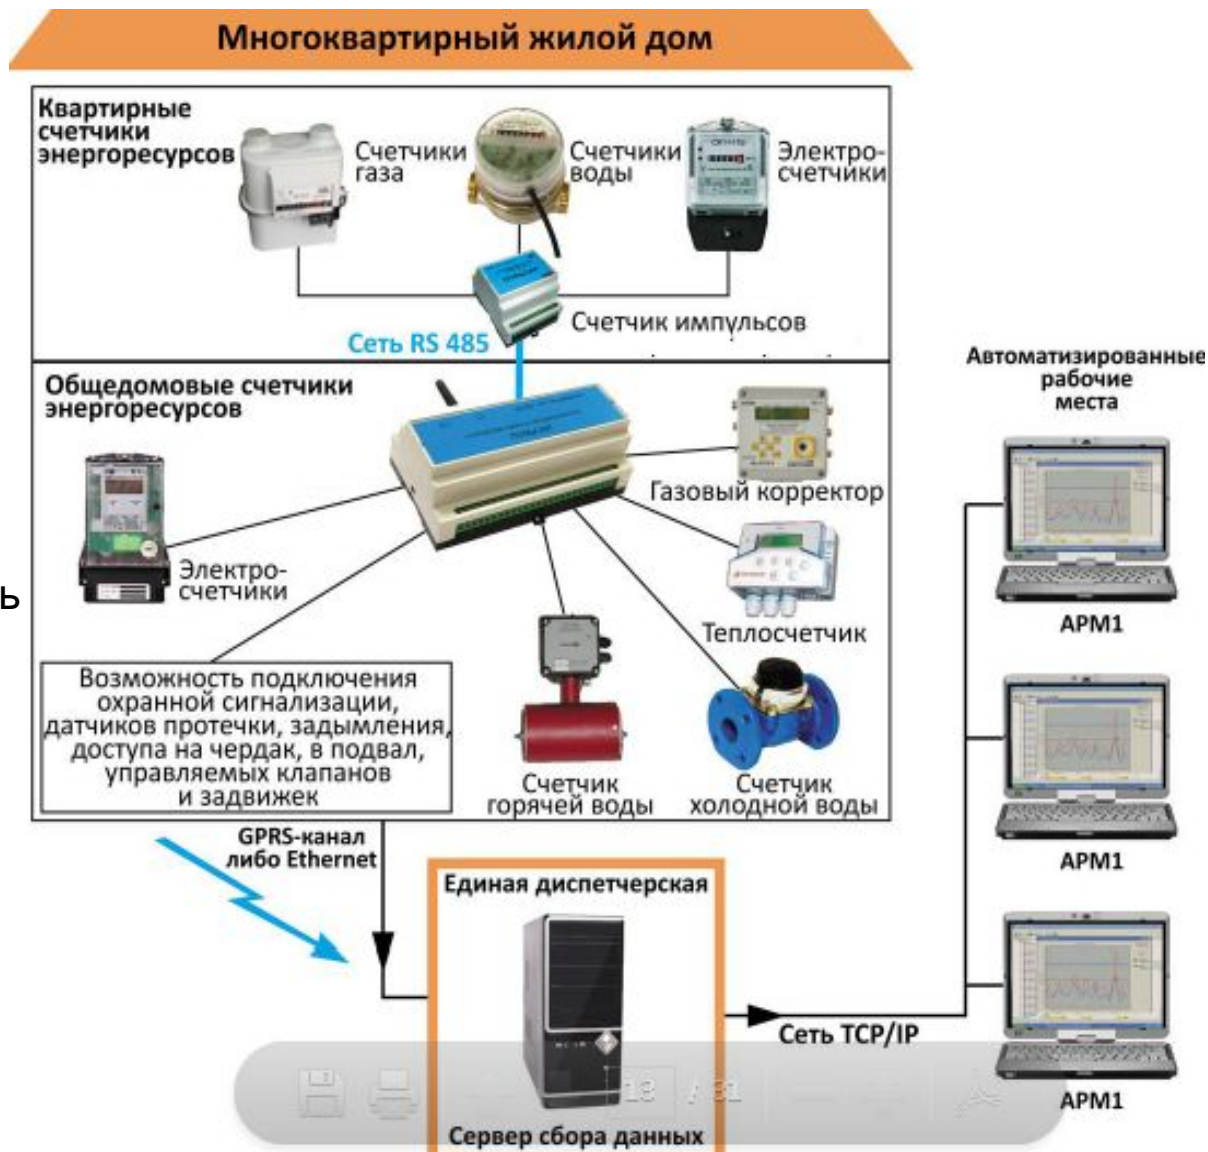 Многоквартирный жилой дом
Квартирные
счетчики
энергоресурсов
Счетчики
газа
Счетчики
воды
Электро-
счетчики
Счетчик импульсов
Сеть RS 485
Общедомовые счетчики
энергоресурсов
Газовый корректор
Электро-
счетчики
ь
Теплосчетчик
Возможность подключения
охранной сигнализации,
датчиков протечки, задымления,
доступа на чердак, в подвал,
управляемых клапанов
и задвижек
Счетчик
горячей воды
Счетчик
холодной воды
GPRS-канал
либо Ethernet
Единая диспетчерская
Сервер сбора данных
Сеть TCP/IP
Автоматизированные
рабочие
места
АРМ1
АРМ1
АРМ1
13 / 31